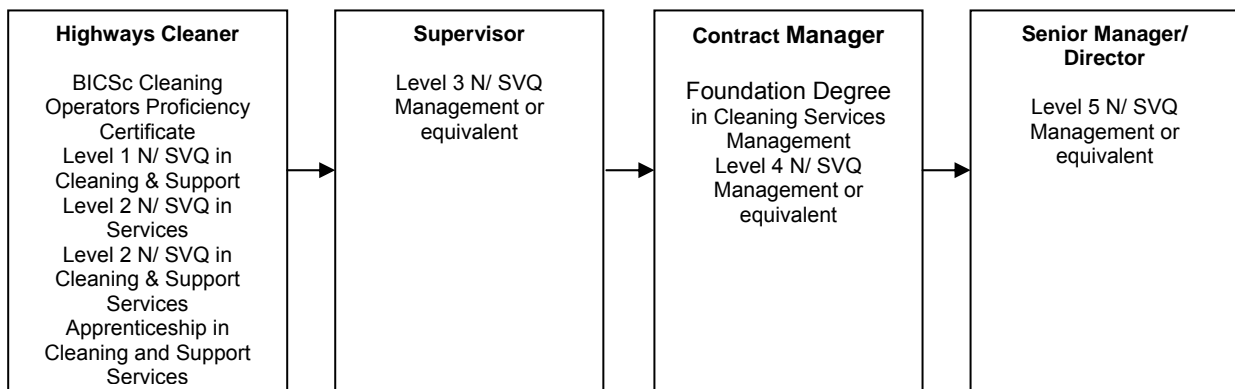 Highways Cleaner
BICSc Cleaning
Operators Proficiency
Certificate
Level 1 N/ SVQ in
Cleaning & Support
Level 2 N/ SVQ in
Services
Level 2 N/ SVQ in
Cleaning & Support
Services
Apprenticeship in
Cleaning and Support
Services
Supervisor
Level 3 N/ SVQ
Management or
equivalent
Contract Manager
Foundation Degree
in Cleaning Services
Management
Level 4 N/ SVQ
Management or
equivalent
Senior Manager/
Director
Level 5 N/ SVQ
Management or
equivalent